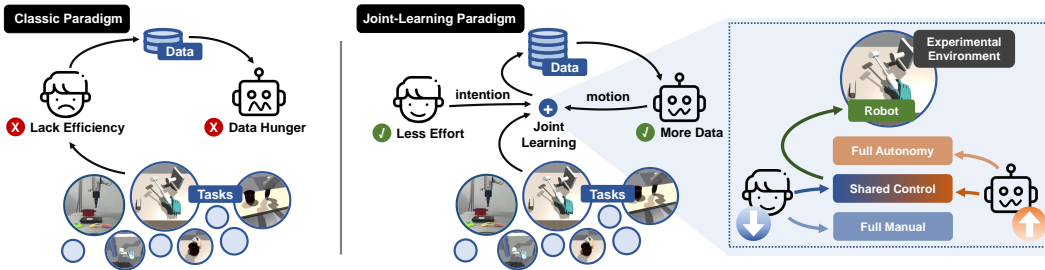 Classic Paradigm
Data
X Lack Efficiency
X Data Hunger
Tasks
Joint-Learning Paradigm
Data
intention
motion
Less Effort
Joint
Learning
More Data
Tasks
Experimental
Environment
Robot
Full Autonomy
Shared Control
Full Manual